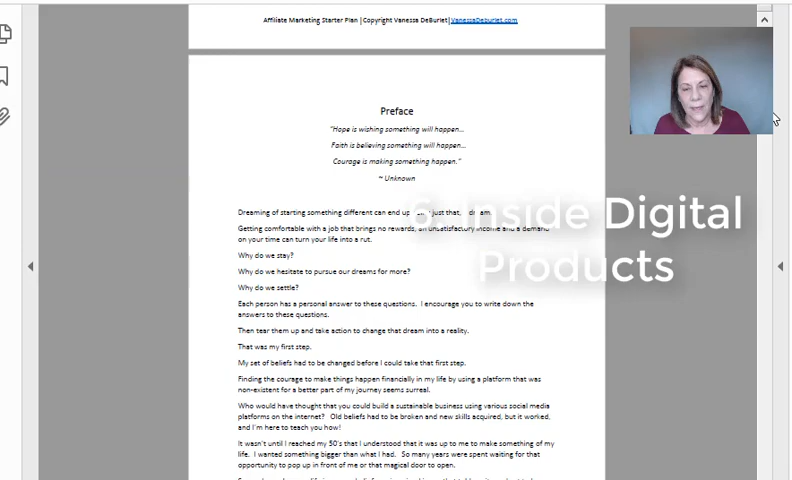 Affiliate Marketing Starter Plan |Copyright Vanessa DeBuriet|VanessaDeburiet.com
Preface
"Hope is wishing something will happen...
Faith is believing something will happen...
Courage is making something happen."
~ Unknown
Dreaming of starting something different can end up just that, dream.
Getting comfortable with a job that brings no rewards, an unsatisfactory income and a demand
on your time can turn your life into a rut.
Why do we stay?
Why do we hesitate to pursue our dreams for more?
Why do we settle?
Each person has a personal answer to these questions. I encourage you to write down the
answers to these questions.
Then tear them up and take action to change that dream into a reality.
That was my first step.
My set of beliefs had to be changed before I could take that first step.
Finding the courage to make things happen financially in my life by using a platform that was
non-existent for a better part of my journey seems surreal.
Who would have thought that you could build a sustainable business using various social media
platforms on the internet? Old beliefs had to be broken and new skills acquired, but it worked,
and I'm here to teach you how!
It wasn't until I reached my 50's that I understood that it was up to me to make something of my
life. I wanted something bigger than what I had. So many years were spent waiting for that
opportunity to pop up in front of me or that magical door to open.
6. Inside Digital
Products